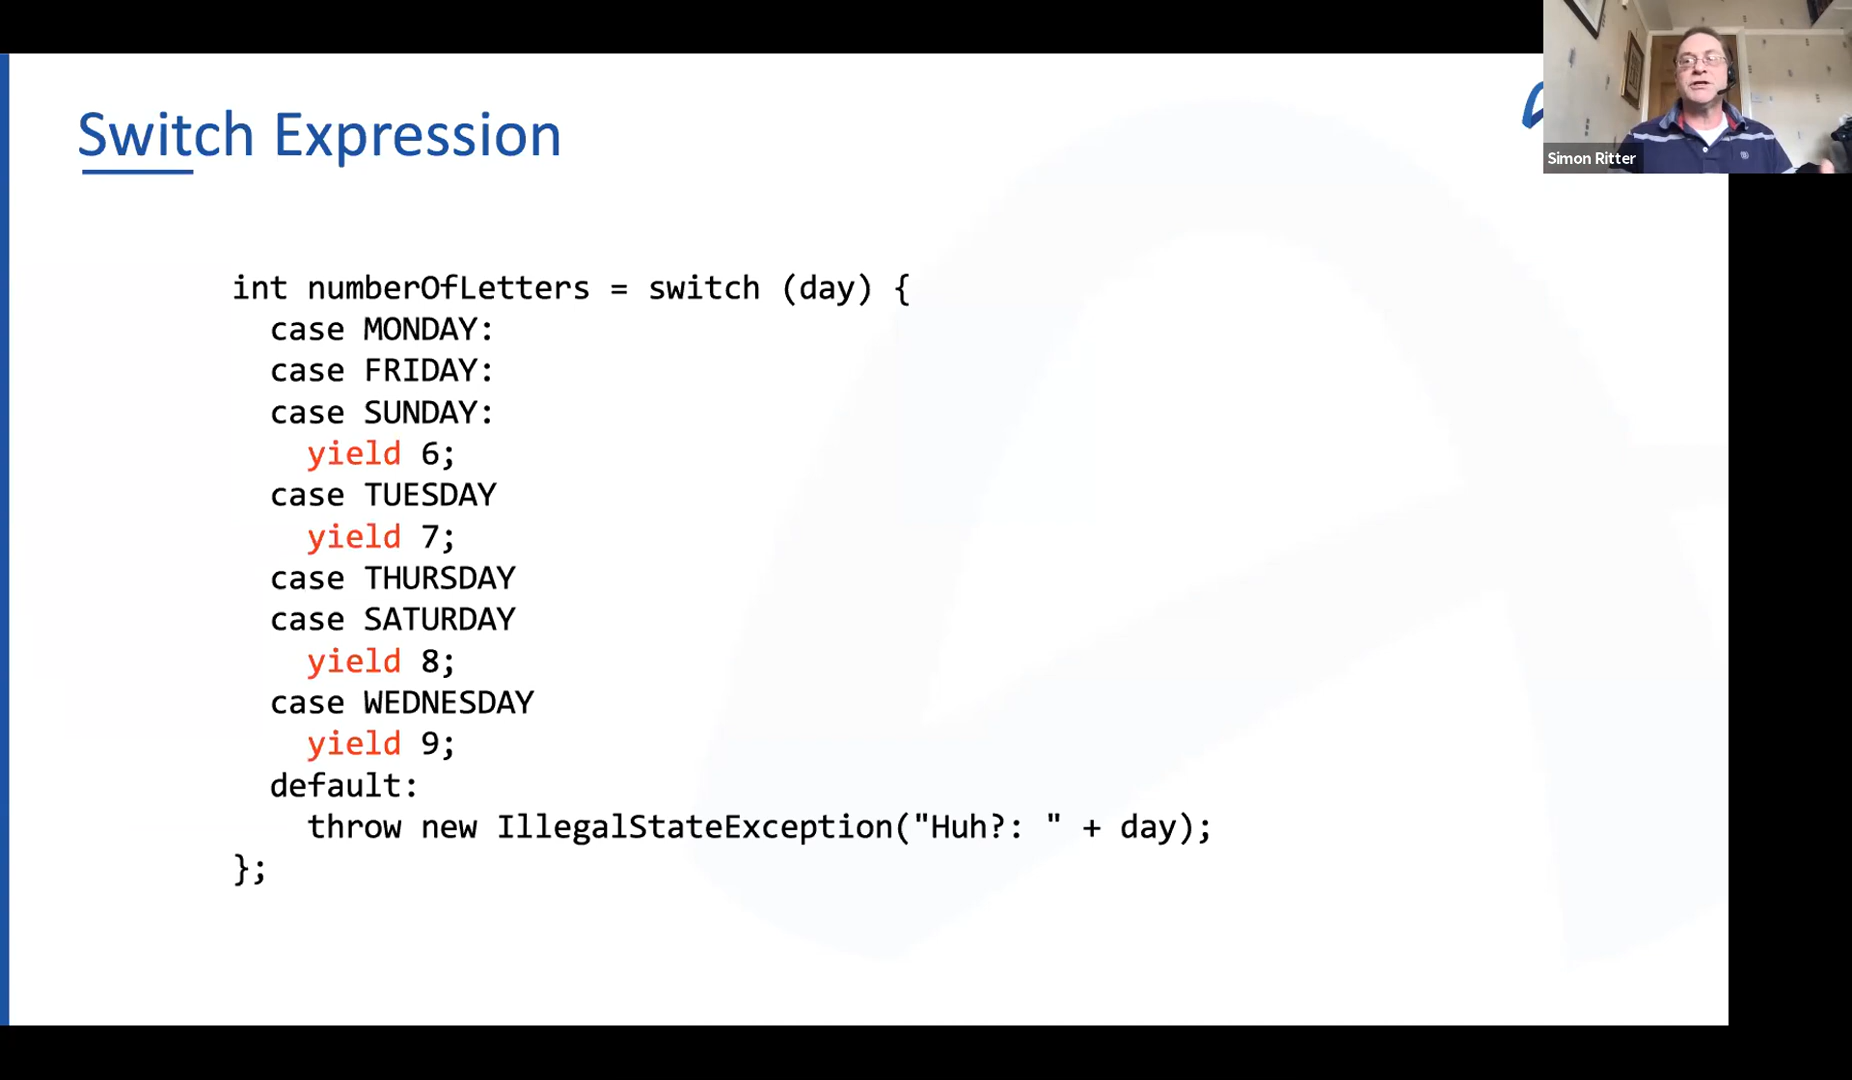 Switch Expression
Simon Ritter
int numberOfLetters = switch (day) {
case MONDAY:
case FRIDAY:
case SUNDAY:
yield 6;
case TUESDAY
yield 7;
case THURSDAY
case SATURDAY
yield 8;
case WEDNESDAY
yield 9;
default:
throw new IllegalStateException("Huh?: " + day);
};